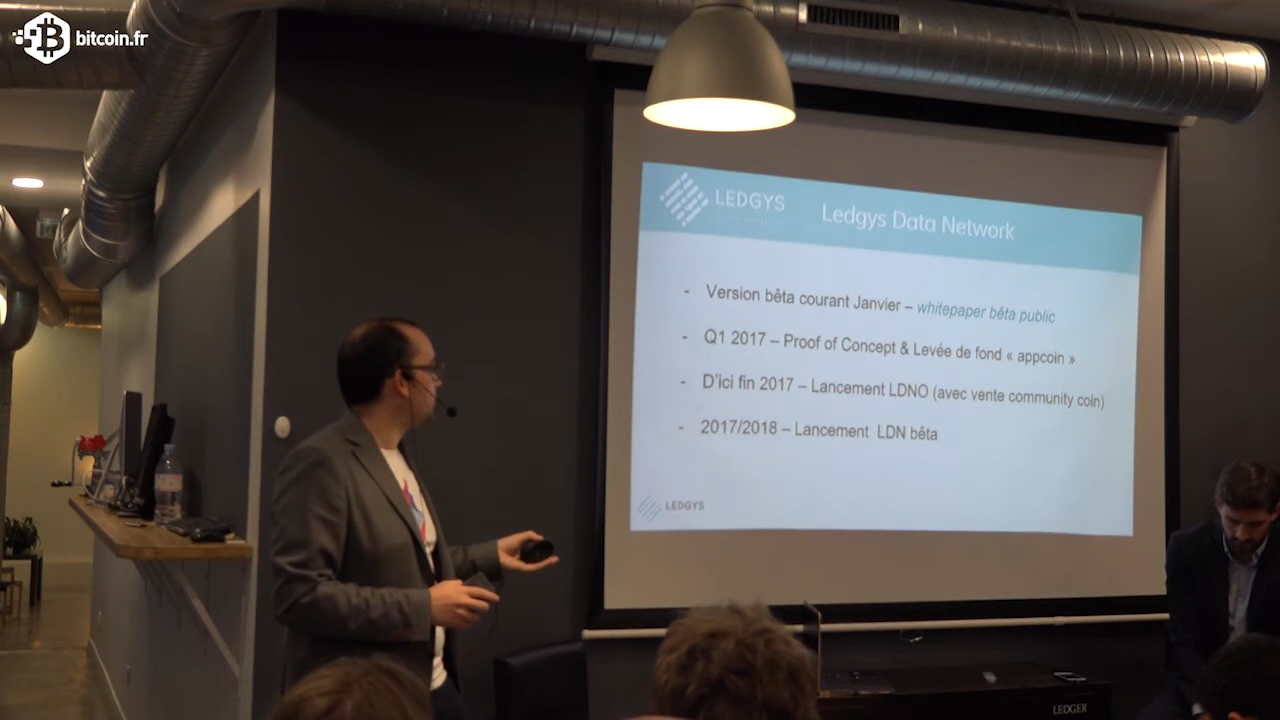 bitcoin.fr
LEDGYS
Ledgys Data Network
- Version bêta courant Janvier – whitepaper bêta public
- Q1 2017 – Proof of Concept & Levée de fond « appcoin »
- D'ici fin 2017 – Lancement LDNO (avec vente community coin)
- 2017/2018 – Lancement LDN bêta
LEDGYS
LEDGER